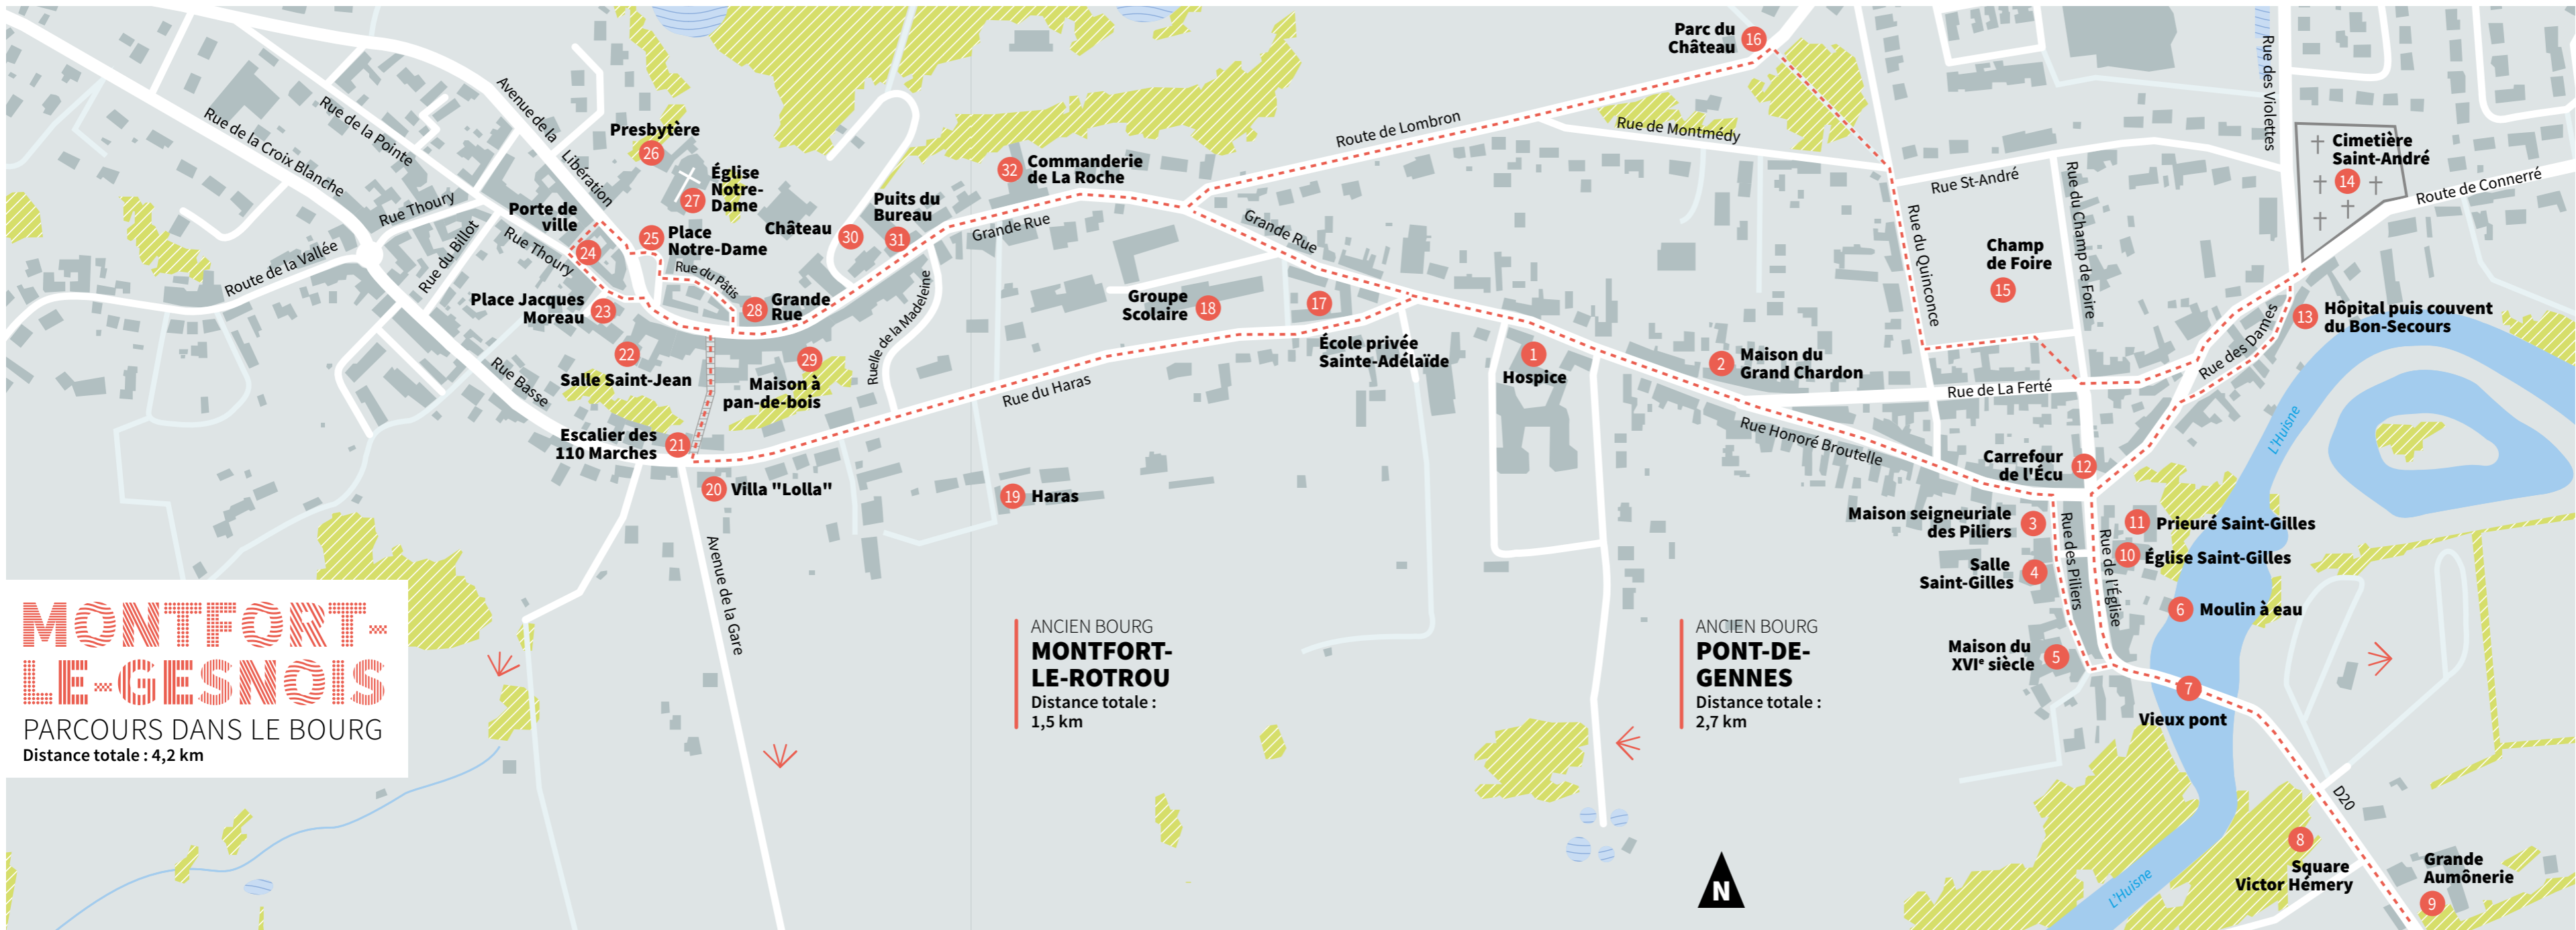 MONTFORT-
LE-GESNOIS
PARCOURS DANS LE BOURG
Distance totale : 4,2 km
ANCIEN BOURG
MONTFORT-
LE-ROTROU
Distance totale :
1,5 km
ANCIEN BOURG
PONT-DE-
GENNES
Distance totale :
2,7 km
Rue de la Croix Blanche
Rue de la Pointe
Avenue de la
Libération
Rue Thoury
Route de la Vallée
Rue du Billot
Rue Thoury
Rue Basse
Presbytère
26
Église
Notre-
Dame
27
Porte de
ville
24
25
Place
Notre-Dame
Rue du Pâtis
Place Jacques
Moreau
23
28
Grande
Rue
22
Salle Saint-Jean
29
Maison à
pan-de-bois
Escalier des
110 Marches
21
20
Villa "Lolla"
Avenue de la Gare
Château
30
Puits du
Bureau
31
Ruelle de la Madeleine
32
Commanderie
de La Roche
Grande Rue
Grande Rue
Rue du Haras
19
Haras
Groupe
Scolaire
18
17
École privée
Sainte-Adélaïde
Route de Lombron
Rue de Montmédy
Parc du
Château
16
1
Hospice
2
Maison du
Grand Chardon
Rue Honoré Broutelle
Rue de La Ferté
Rue du Quinconce
Rue St-André
Rue du Champ de Foire
Champ
de Foire
15
Rue des Violettes
Cimetière
Saint-André
14
Route de Connerré
13
Hôpital puis couvent
du Bon-Secours
Rue des Dames
L'Huisne
Carrefour
de l'Écu
12
Maison seigneuriale
des Piliers
3
Salle
Saint-Gilles
4
Rue des Piliers
Rue de l'Église
11
Prieuré Saint-Gilles
10
Église Saint-Gilles
6
Moulin à eau
Maison du
XVIe siècle
5
7
Vieux pont
D20
8
Square
Victor Hémery
Grande
Aumônerie
9
L'Huisne
N